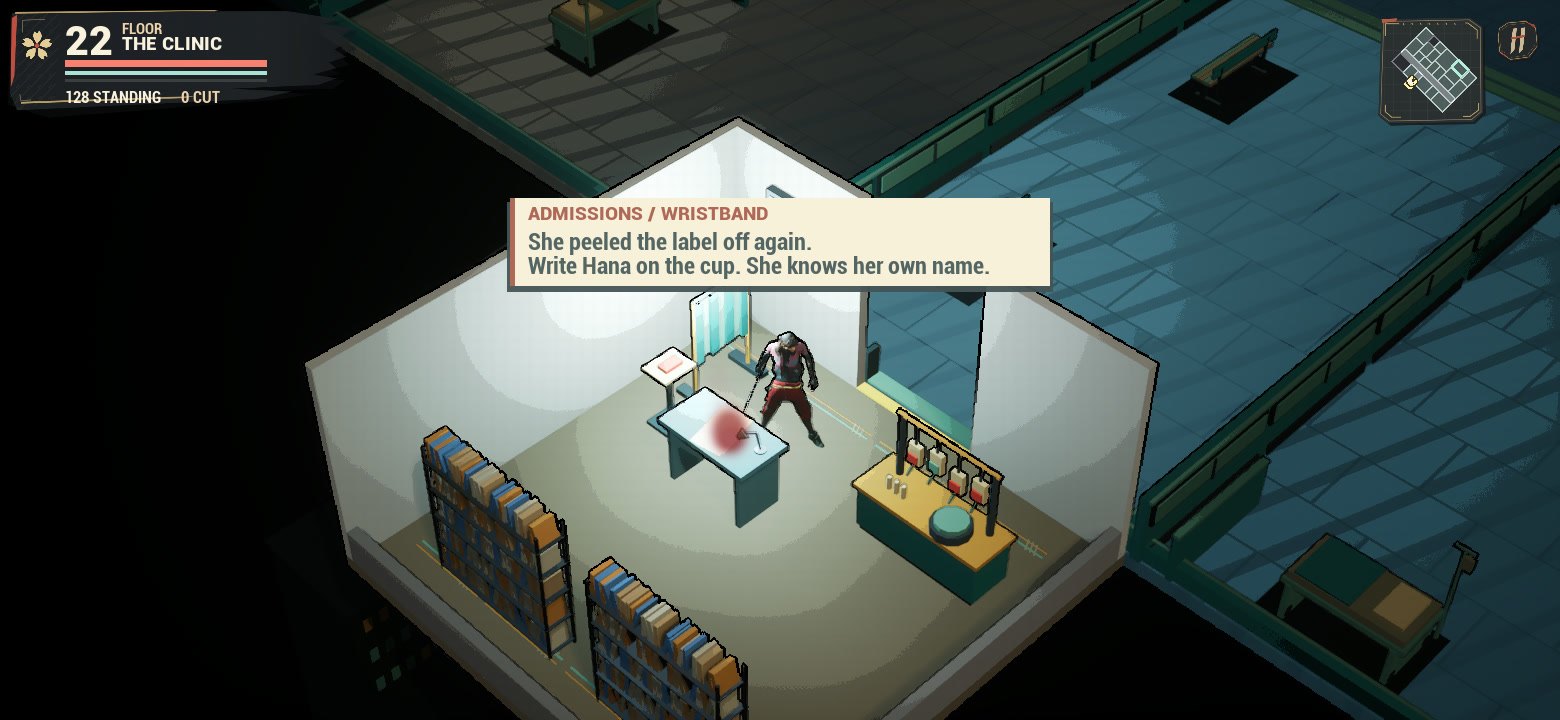 22 FLOOR
THE CLINIC
128 STANDING 0 CUT
ADMISSIONS / WRISTBAND
She peeled the label off again.
Write Hana on the cup. She knows her own name.